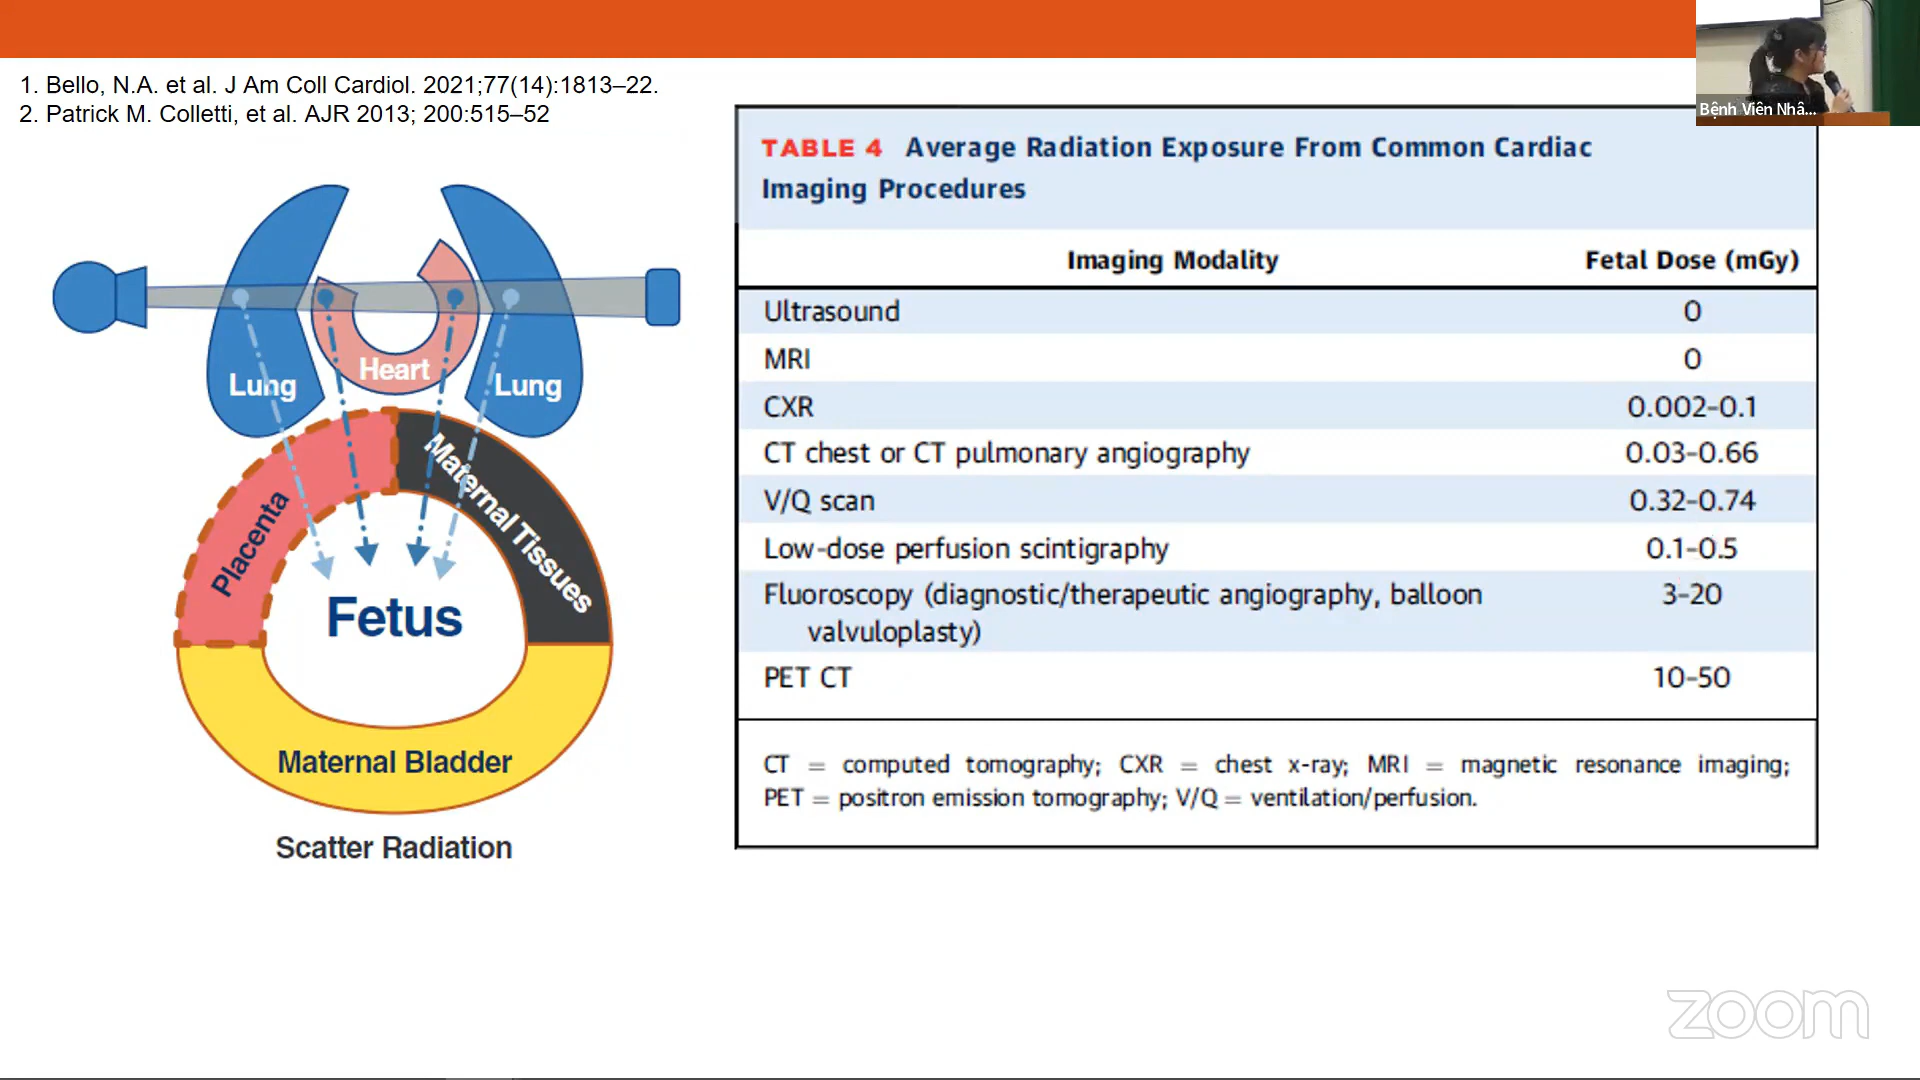 1. Bello, N.A. et al. J Am Coll Cardiol. 2021;77(14):1813–22.
2. Patrick M. Colletti, et al. AJR 2013; 200:515–52
Bệnh Viện Nhâ...
Lung
Heart
Lung
Placenta
Maternal Tissues
Fetus
Maternal Bladder
Scatter Radiation
TABLE 4 Average Radiation Exposure From Common Cardiac
Imaging Procedures
Imaging Modality Fetal Dose (mGy)
Ultrasound 0
MRI 0
CXR 0.002-0.1
CT chest or CT pulmonary angiography 0.03-0.66
V/Q scan 0.32-0.74
Low-dose perfusion scintigraphy 0.1-0.5
Fluoroscopy (diagnostic/therapeutic angiography, balloon 3-20
valvuloplasty)
PET CT 10-50
CT = computed tomography; CXR = chest x-ray; MRI = magnetic resonance imaging;
PET = positron emission tomography; V/Q = ventilation/perfusion.
zoom